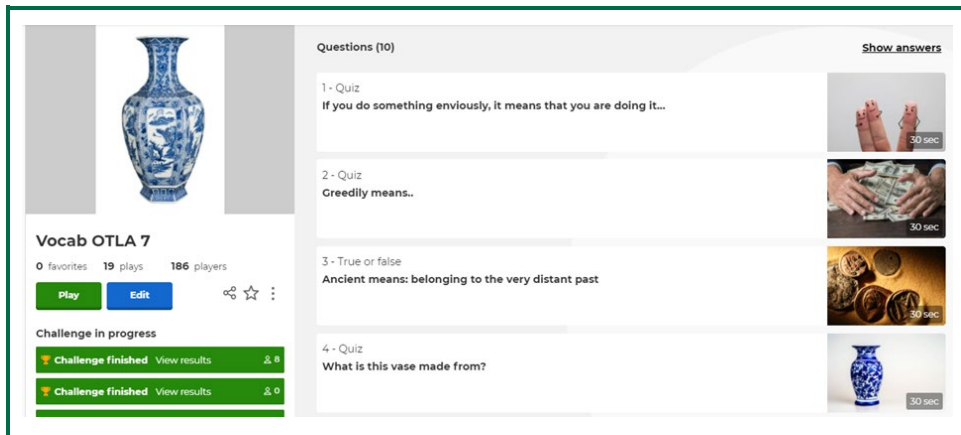 Vocab OTLA 7
0 favorites 19 plays 186 players
Play Edit
Challenge in progress
Challenge finished View results 8
Challenge finished View results 0
Questions (10) Show answers
1 - Quiz
If you do something enviously, it means that you are doing it...
30 sec
2 - Quiz
Greedily means..
30 sec
3 - True or false
Ancient means: belonging to the very distant past
30 sec
4 - Quiz
What is this vase made from?
30 sec